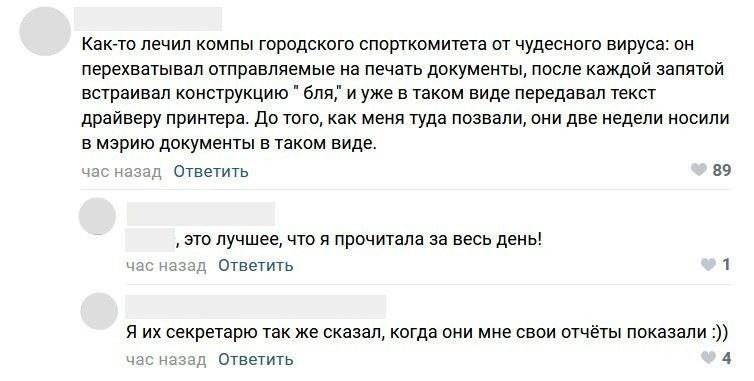 Как-то лечил компы городского спорткомитета от чудесного вируса: он
перехватывал отправляемые на печать документы, после каждой запятой
встраивал конструкцию " бля," и уже в таком виде передавал текст
драйверу принтера. До того, как меня туда позвали, они две недели носили
в мэрию документы в таком виде.
час назад Ответить 89
, это лучшее, что я прочитала за весь день!
час назад Ответить 1
Я их секретарю так же сказал, когда они мне свои отчёты показали :))
час назад Ответить 4